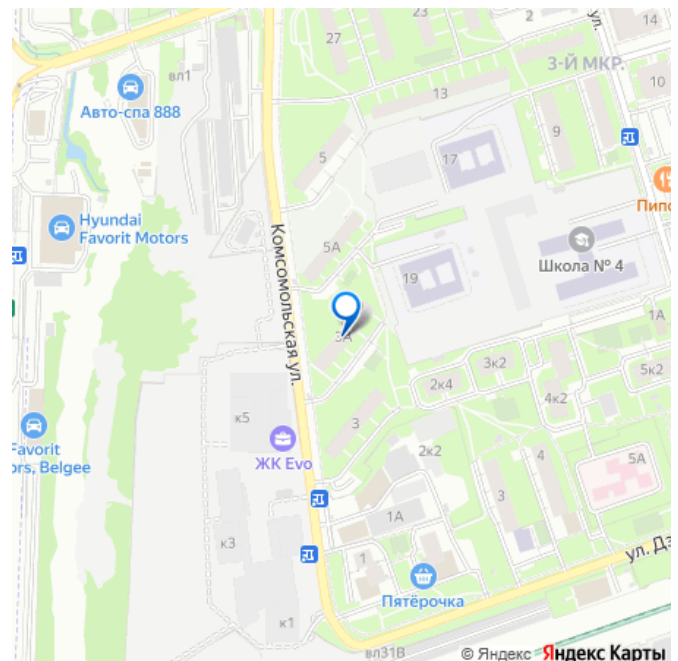 23
2
ул.
14
27
вл1
3-Й МКР.
Авто-спа 888
13
10
9
5
17
Hyundai
Favorit Motors
Комсомольская ул.
5А
19
Школа № 4
1А
3А
3к2
5к2
2к4
4к2
к5
3
ЖК Evo
2к2
4
5А
Favorit
rs, Belgee
3
1А
к3
1
Пятёрочка
к1
вл31В
© Яндекс Яндекс Карты